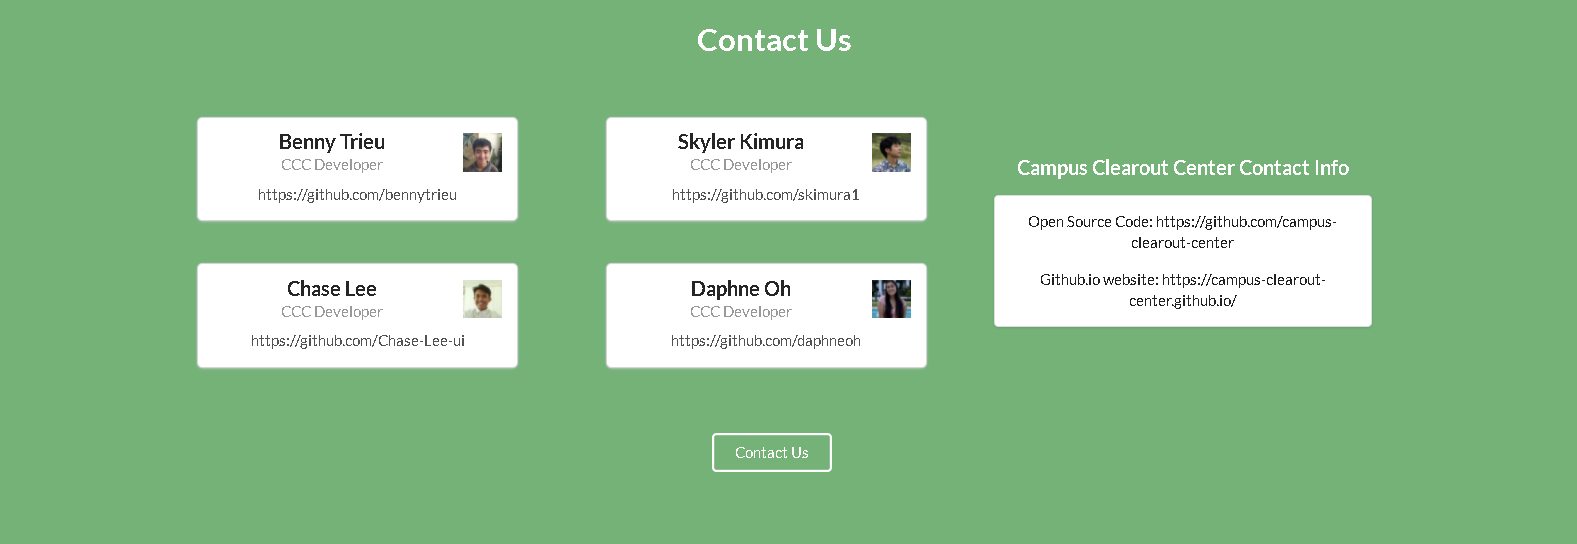 Contact Us
Benny Trieu
CCC Developer
https://github.com/bennytrieu
Skyler Kimura
CCC Developer
https://github.com/skimura1
Chase Lee
CCC Developer
https://github.com/Chase-Lee-ui
Daphne Oh
CCC Developer
https://github.com/daphneoh
Campus Clearout Center Contact Info
Open Source Code: https://github.com/campus-
clearout-center
Github.io website: https://campus-clearout-
center.github.io/
Contact Us